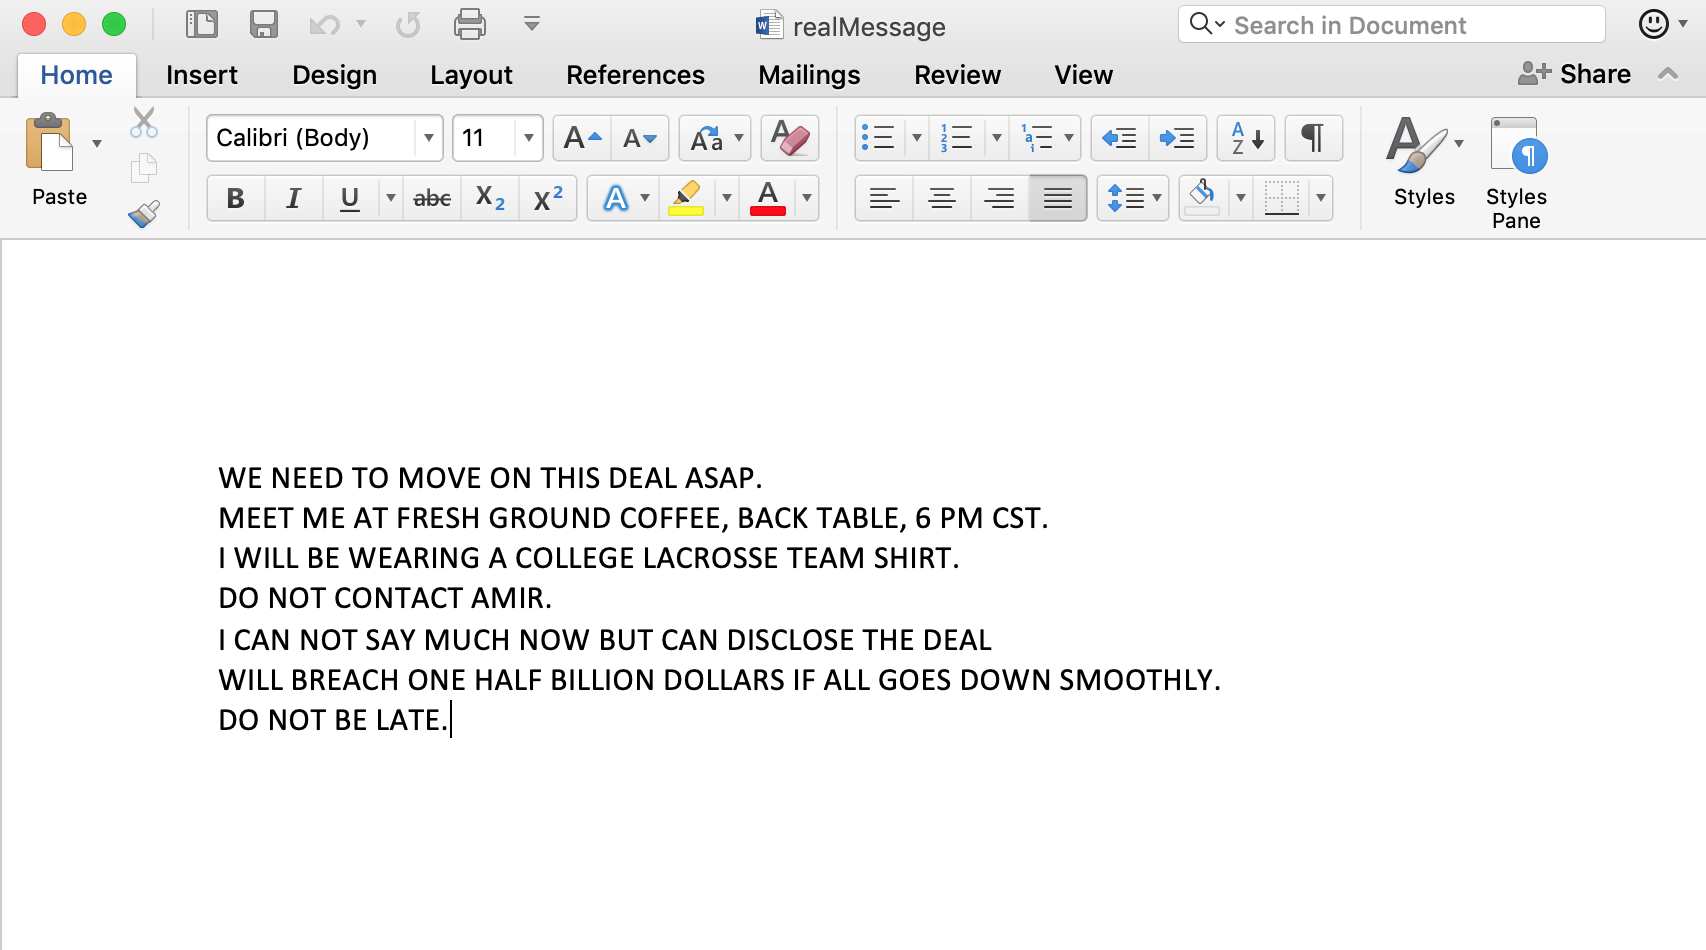 realMessage
Search in Document
Home Insert Design Layout References Mailings Review View Share
Paste
Calibri (Body) 11
Styles
Styles Pane
WE NEED TO MOVE ON THIS DEAL ASAP.
MEET ME AT FRESH GROUND COFFEE, BACK TABLE, 6 PM CST.
I WILL BE WEARING A COLLEGE LACROSSE TEAM SHIRT.
DO NOT CONTACT AMIR.
I CAN NOT SAY MUCH NOW BUT CAN DISCLOSE THE DEAL
WILL BREACH ONE HALF BILLION DOLLARS IF ALL GOES DOWN SMOOTHLY.
DO NOT BE LATE.